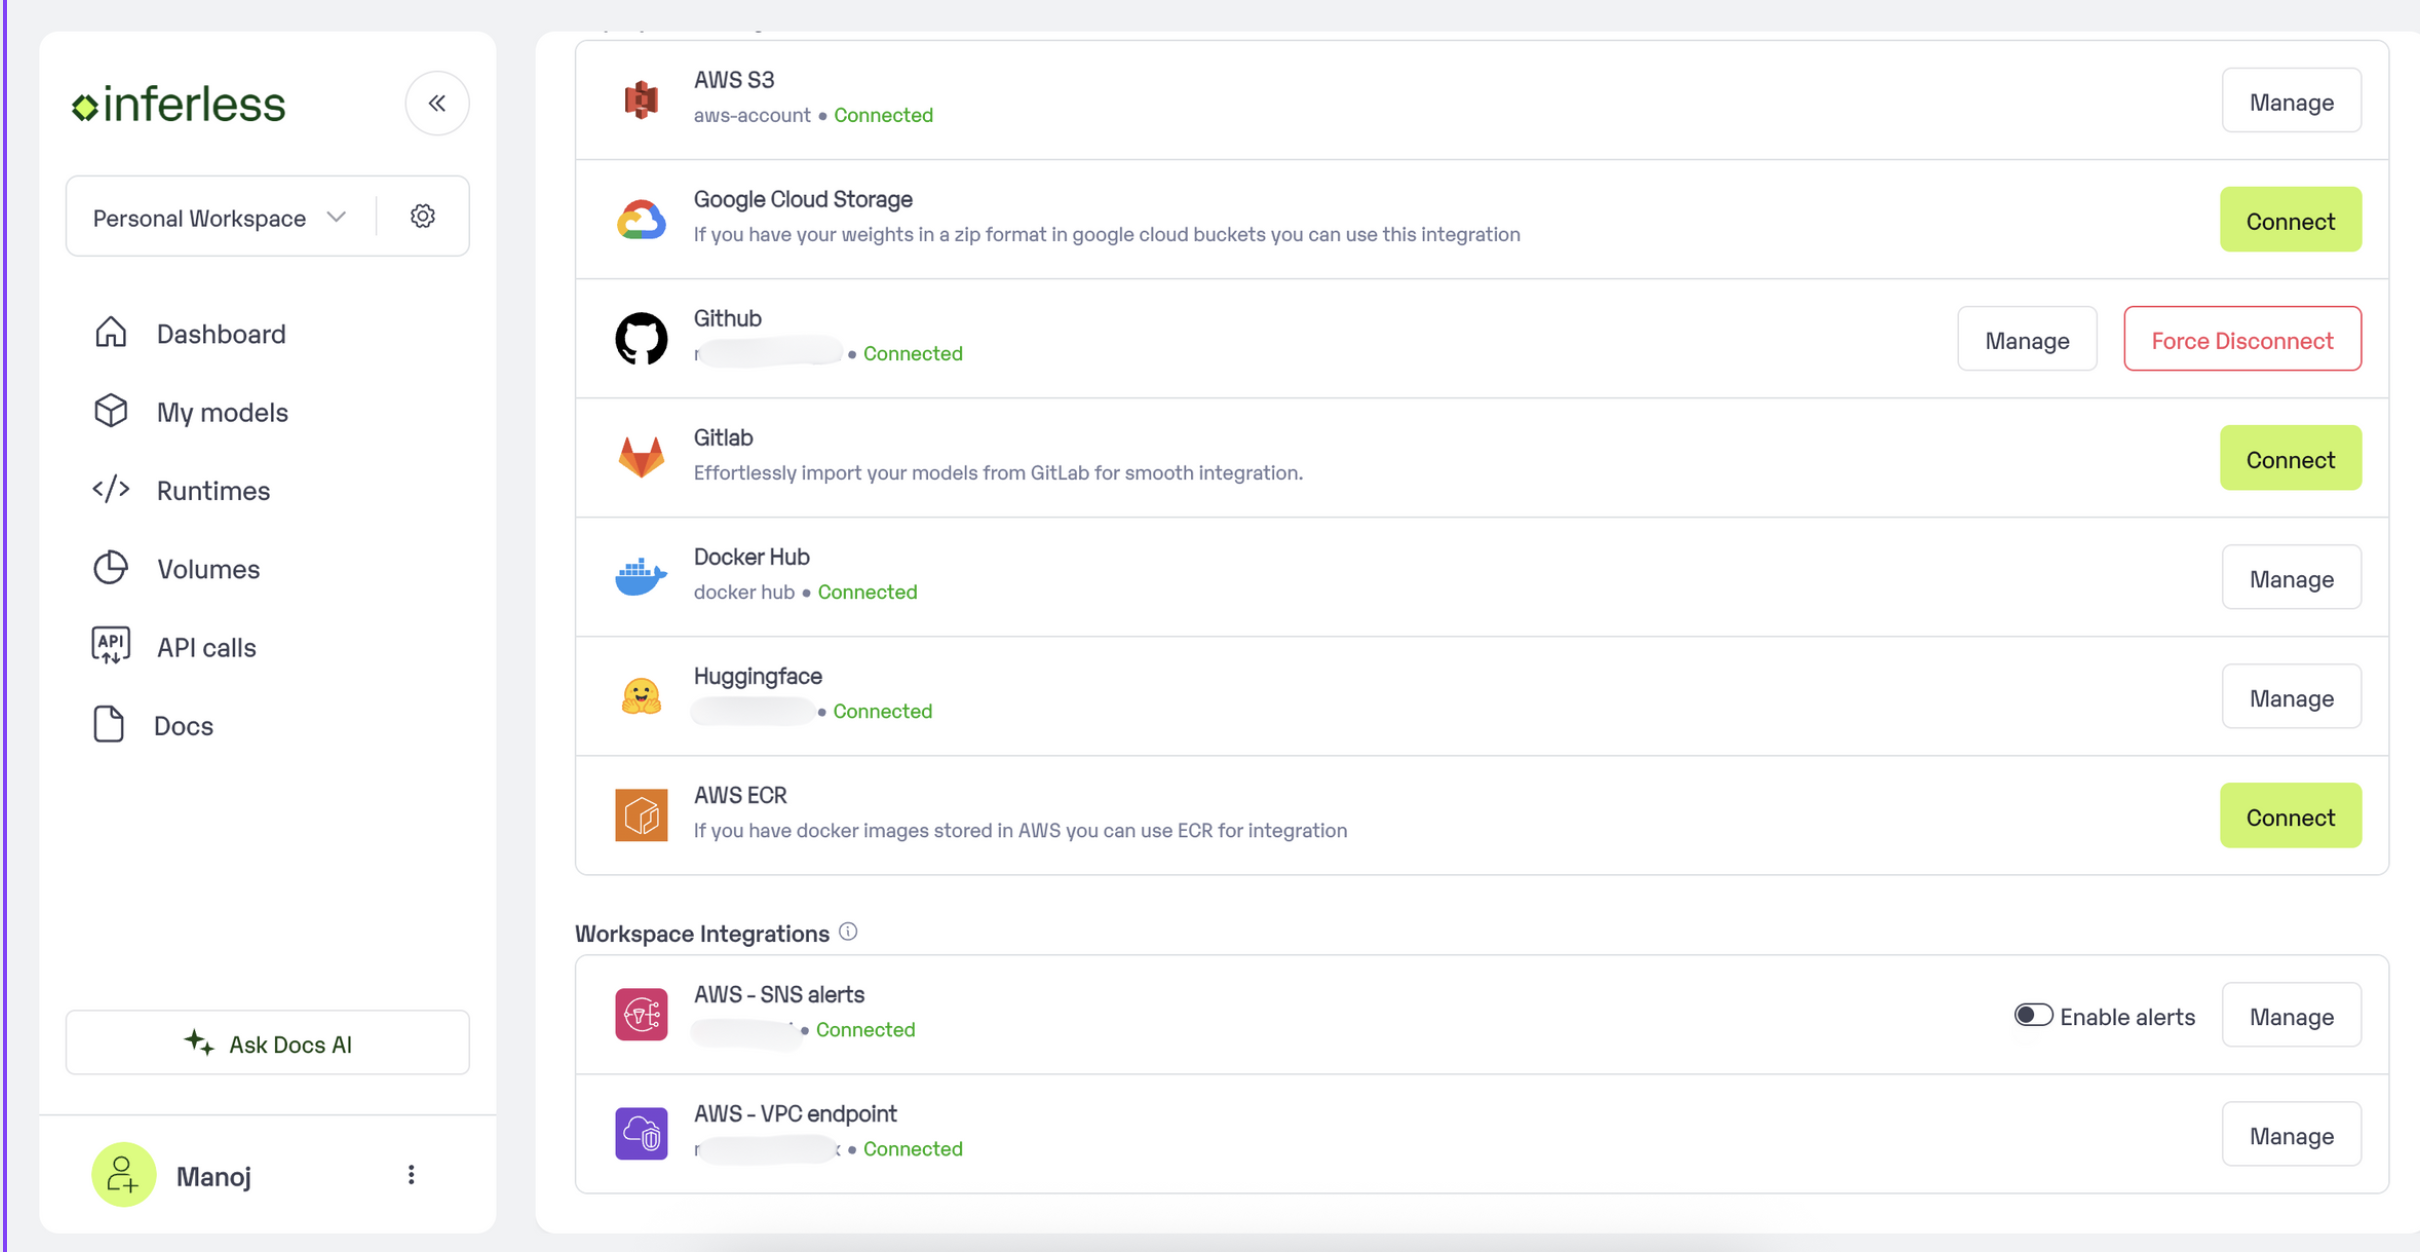 inferless
Personal Workspace
Dashboard
My models
Runtimes
Volumes
API
API calls
Docs
Ask Docs AI
Manoj
AWS S3
aws-account • Connected
Manage
Google Cloud Storage
If you have your weights in a zip format in google cloud buckets you can use this integration
Connect
Github
• Connected
Manage
Force Disconnect
Gitlab
Effortlessly import your models from GitLab for smooth integration.
Connect
Docker Hub
docker hub • Connected
Manage
Huggingface
• Connected
Manage
AWS ECR
If you have docker images stored in AWS you can use ECR for integration
Connect
Workspace Integrations
AWS - SNS alerts
• Connected
Enable alerts
Manage
AWS - VPC endpoint
• Connected
Manage